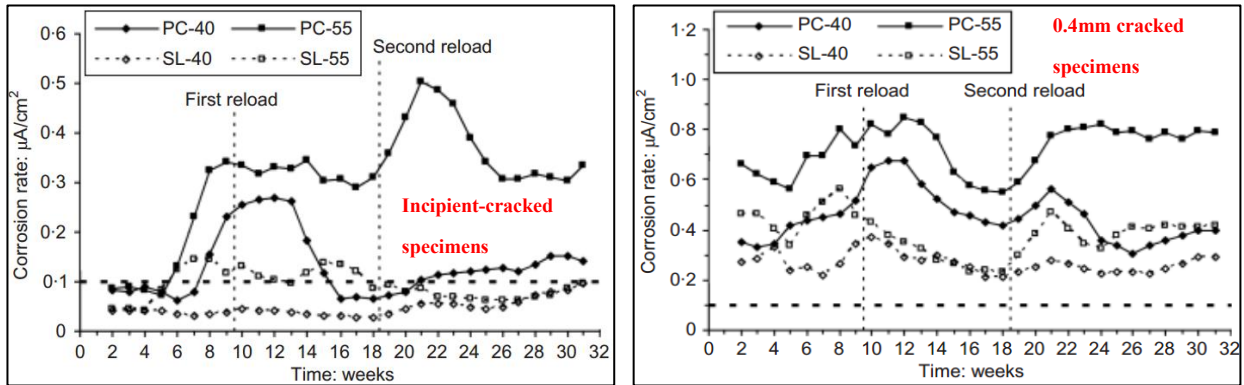 PC-40 PC-55
SL-40 SL-55
Second reload
First reload
Incipient-cracked
specimens
Corrosion rate: μA/cm²
0·6
0·5
0·4
0·3
0·2
0·1
0
0 2 4 6 8 10 12 14 16 18 20 22 24 26 28 30 32
Time: weeks
PC-40 PC-55
SL-40 SL-55
0.4mm cracked
specimens
First reload Second reload
Corrosion rate: μA/cm²
1·2
1·0
0·8
0·6
0·4
0·2
0
0 2 4 6 8 10 12 14 16 18 20 22 24 26 28 30 32
Time: weeks